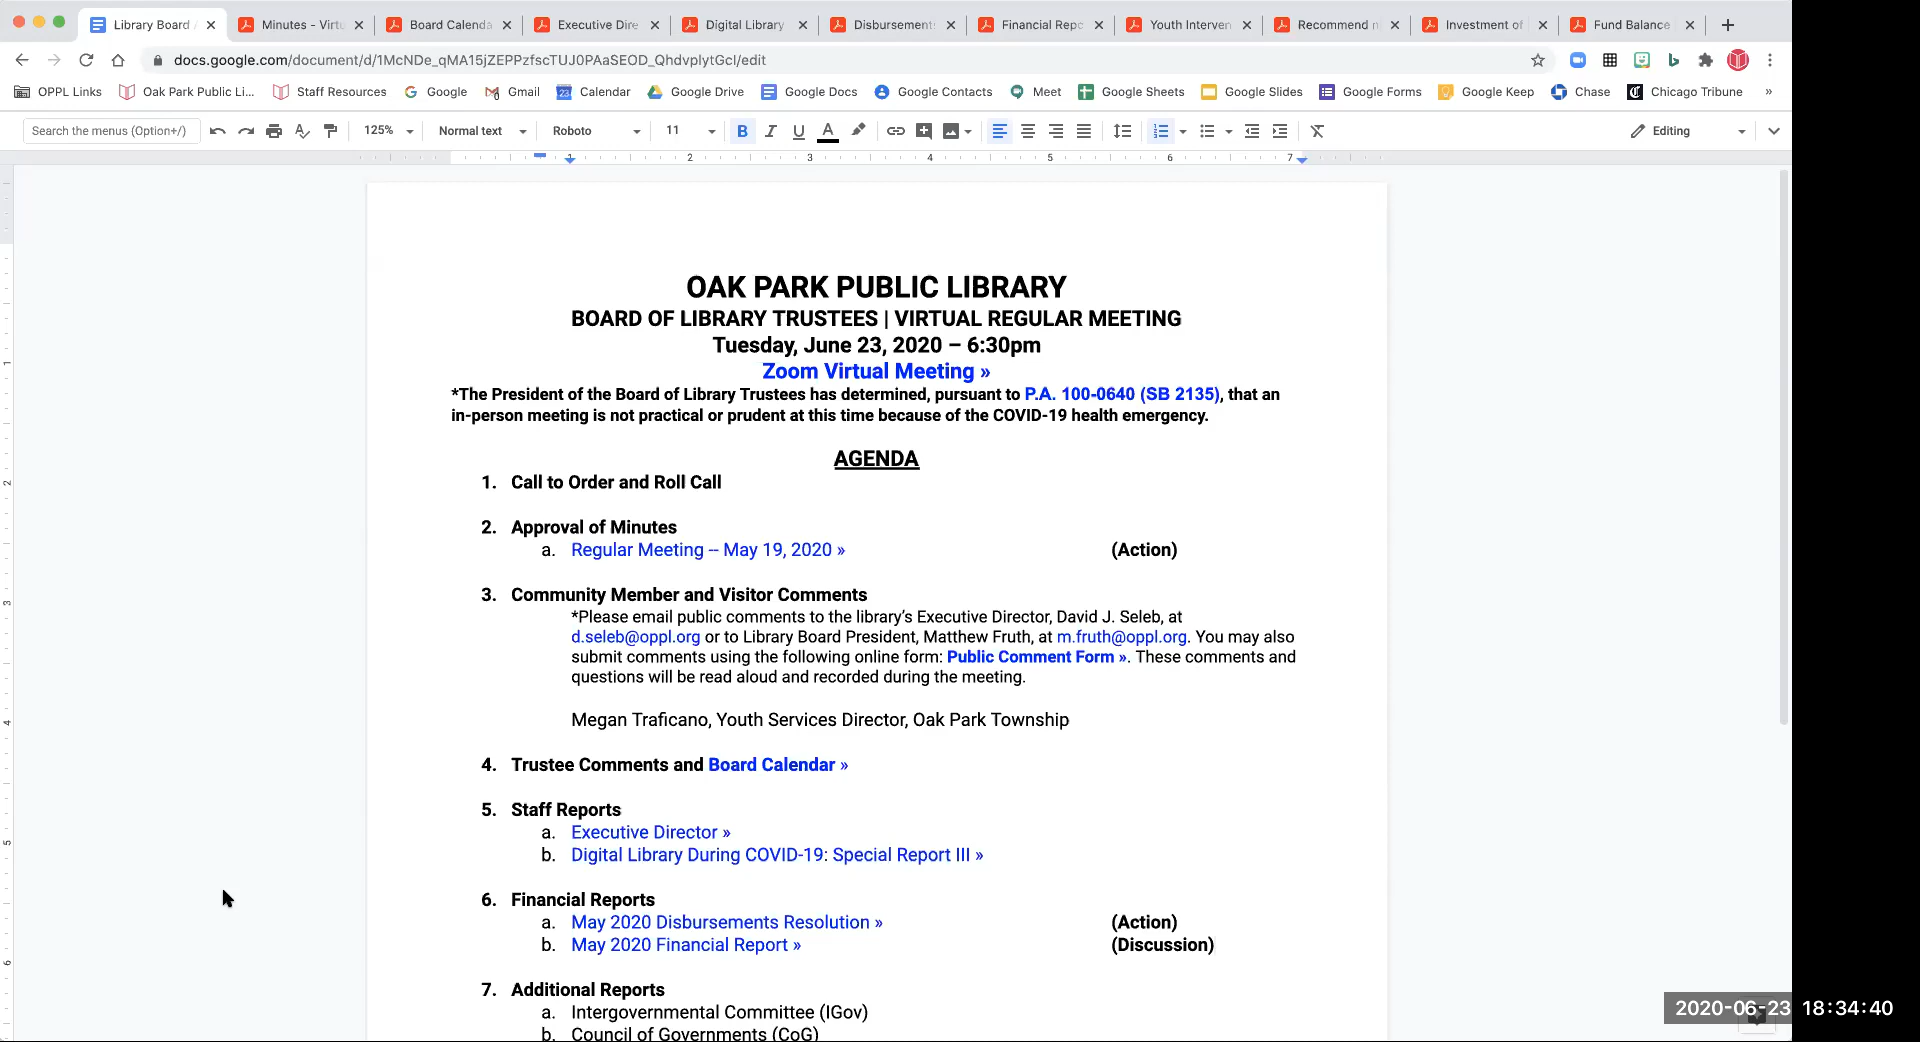 Library Board
Minutes - Virtu
Board Calenda
Executive Dire
Digital Library
Disbursement
Financial Repo
Youth Interven
Recommend
Investment of
Fund Balance
docs.google.com/document/d/1McNDe_qMA15jZEPPzfscTUJ0PAaSEOD_QhdvplytGcI/edit
OPPL Links
Oak Park Public Li...
Staff Resources
Google
Gmail
Calendar
Google Drive
Google Docs
Google Contacts
Meet
Google Sheets
Google Slides
Google Forms
Google Keep
Chase
Chicago Tribune
»
Search the menus (Option+/)
125%
Normal text
Roboto
11
B I U A
Editing
1 2 3 4 5 6 7
OAK PARK PUBLIC LIBRARY
BOARD OF LIBRARY TRUSTEES | VIRTUAL REGULAR MEETING
Tuesday, June 23, 2020 – 6:30pm
Zoom Virtual Meeting »
*The President of the Board of Library Trustees has determined, pursuant to P.A. 100-0640 (SB 2135), that an
in-person meeting is not practical or prudent at this time because of the COVID-19 health emergency.
AGENDA
1. Call to Order and Roll Call
2. Approval of Minutes
a. Regular Meeting -- May 19, 2020 » (Action)
3. Community Member and Visitor Comments
*Please email public comments to the library's Executive Director, David J. Seleb, at
d.seleb@oppl.org or to Library Board President, Matthew Fruth, at m.fruth@oppl.org. You may also
submit comments using the following online form: Public Comment Form ». These comments and
questions will be read aloud and recorded during the meeting.
Megan Traficano, Youth Services Director, Oak Park Township
4. Trustee Comments and Board Calendar »
5. Staff Reports
a. Executive Director »
b. Digital Library During COVID-19: Special Report III »
6. Financial Reports
a. May 2020 Disbursements Resolution » (Action)
b. May 2020 Financial Report » (Discussion)
7. Additional Reports
a. Intergovernmental Committee (IGov)
b. Council of Governments (CoG)
2020-06-23 18:34:40